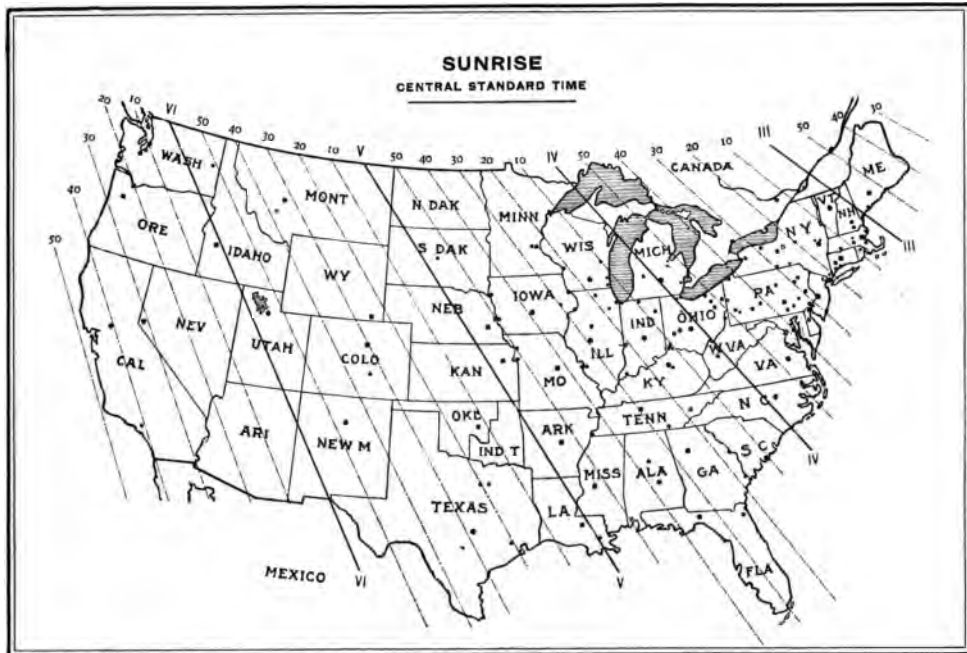 SUNRISE
CENTRAL STANDARD TIME
20 10 VI 50 40 30 20 10 V 50 40 30 20 10 IV 50 40 30 20 10 III 50 40 30
30
40
50
CANADA
WASH
MONT
N DAK
MINN
ME
VT
NH
ORE
IDAHO
S DAK
WIS
MICH
N Y
III
WY
IOWA
PA
NEV
NEB
ILL
IND
OHIO
CAL
UTAH
COLO
KAN
MO
W VA
VA
KY
ARI
NEW M
OKL
IND T
ARK
TENN
N C
IV
MISS
ALA
GA
S C
TEXAS
LA
FLA
MEXICO
VI
V